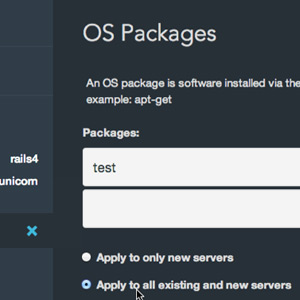 OS Packages
An OS package is software installed via the
example: apt-get
Packages:
rails4
test
unicorn
Apply to only new servers
Apply to all existing and new servers